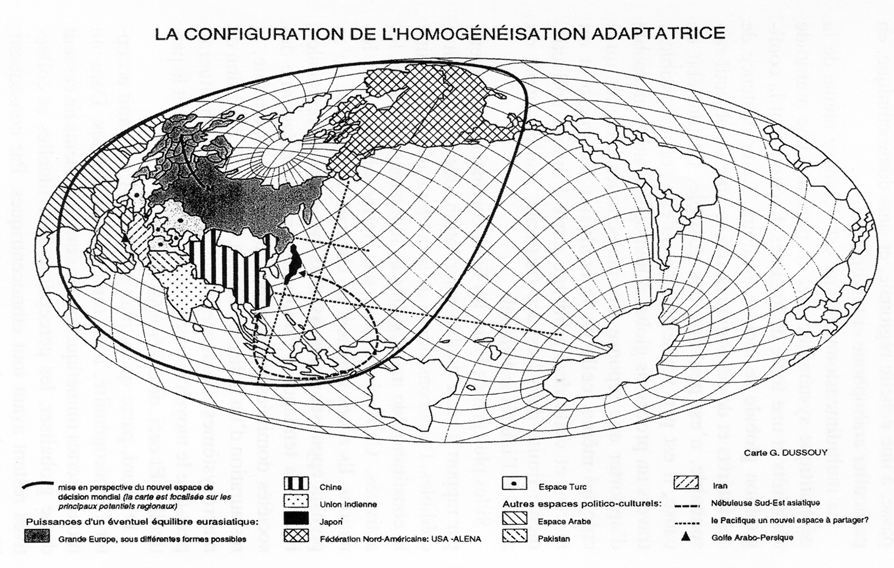 LA CONFIGURATION DE L'HOMOGÉNÉISATION ADAPTATRICE
Carte G. DUSSOUY
mise en perspective du nouvel espace de
décision mondial (la carte est focalisée sur les
principaux potentiels regionaux)
Puissances d'un éventuel équilibre eurasiatique:
Grande Europe, sous différentes formes possibles
Chine
Union Indienne
Japon
Fédération Nord-Américaine: USA -ALENA
Espace Turc
Autres espaces politico-culturels:
Espace Arabe
Pakistan
Iran
Nébuleuse Sud-Est asiatique
le Pacifique un nouvel espace à partager?
Golfe Arabo-Persique